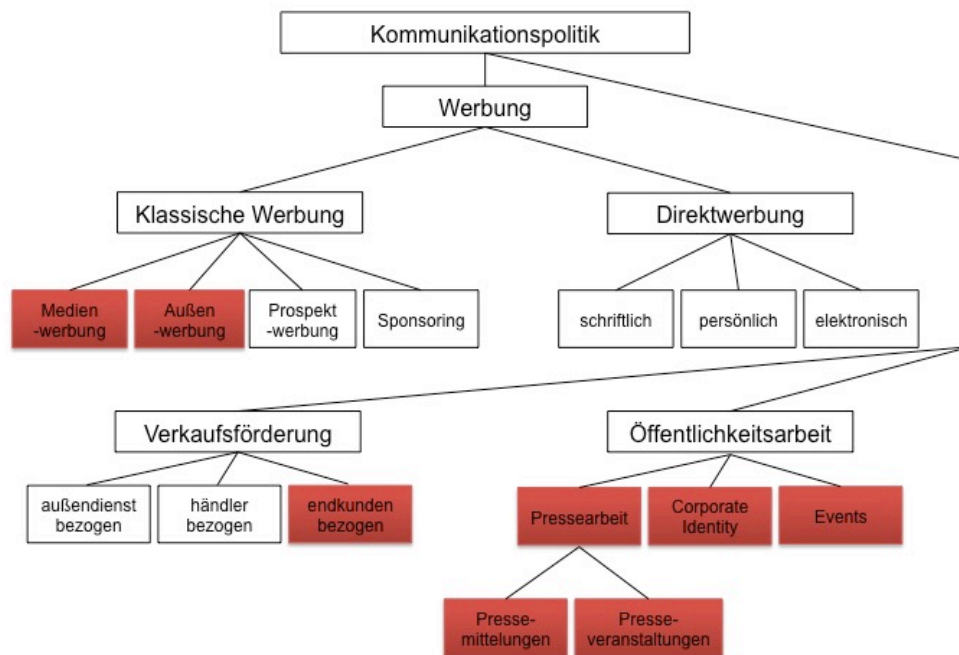 Kommunikationspolitik
Werbung
Klassische Werbung
Direktwerbung
Medien
-werbung
Außen
-werbung
Prospekt
-werbung
Sponsoring
schriftlich
persönlich
elektronisch
Verkaufsförderung
Öffentlichkeitsarbeit
außendienst
bezogen
händler
bezogen
endkunden
bezogen
Pressearbeit
Corporate
Identity
Events
Presse-
mittelungen
Presse-
veranstaltungen